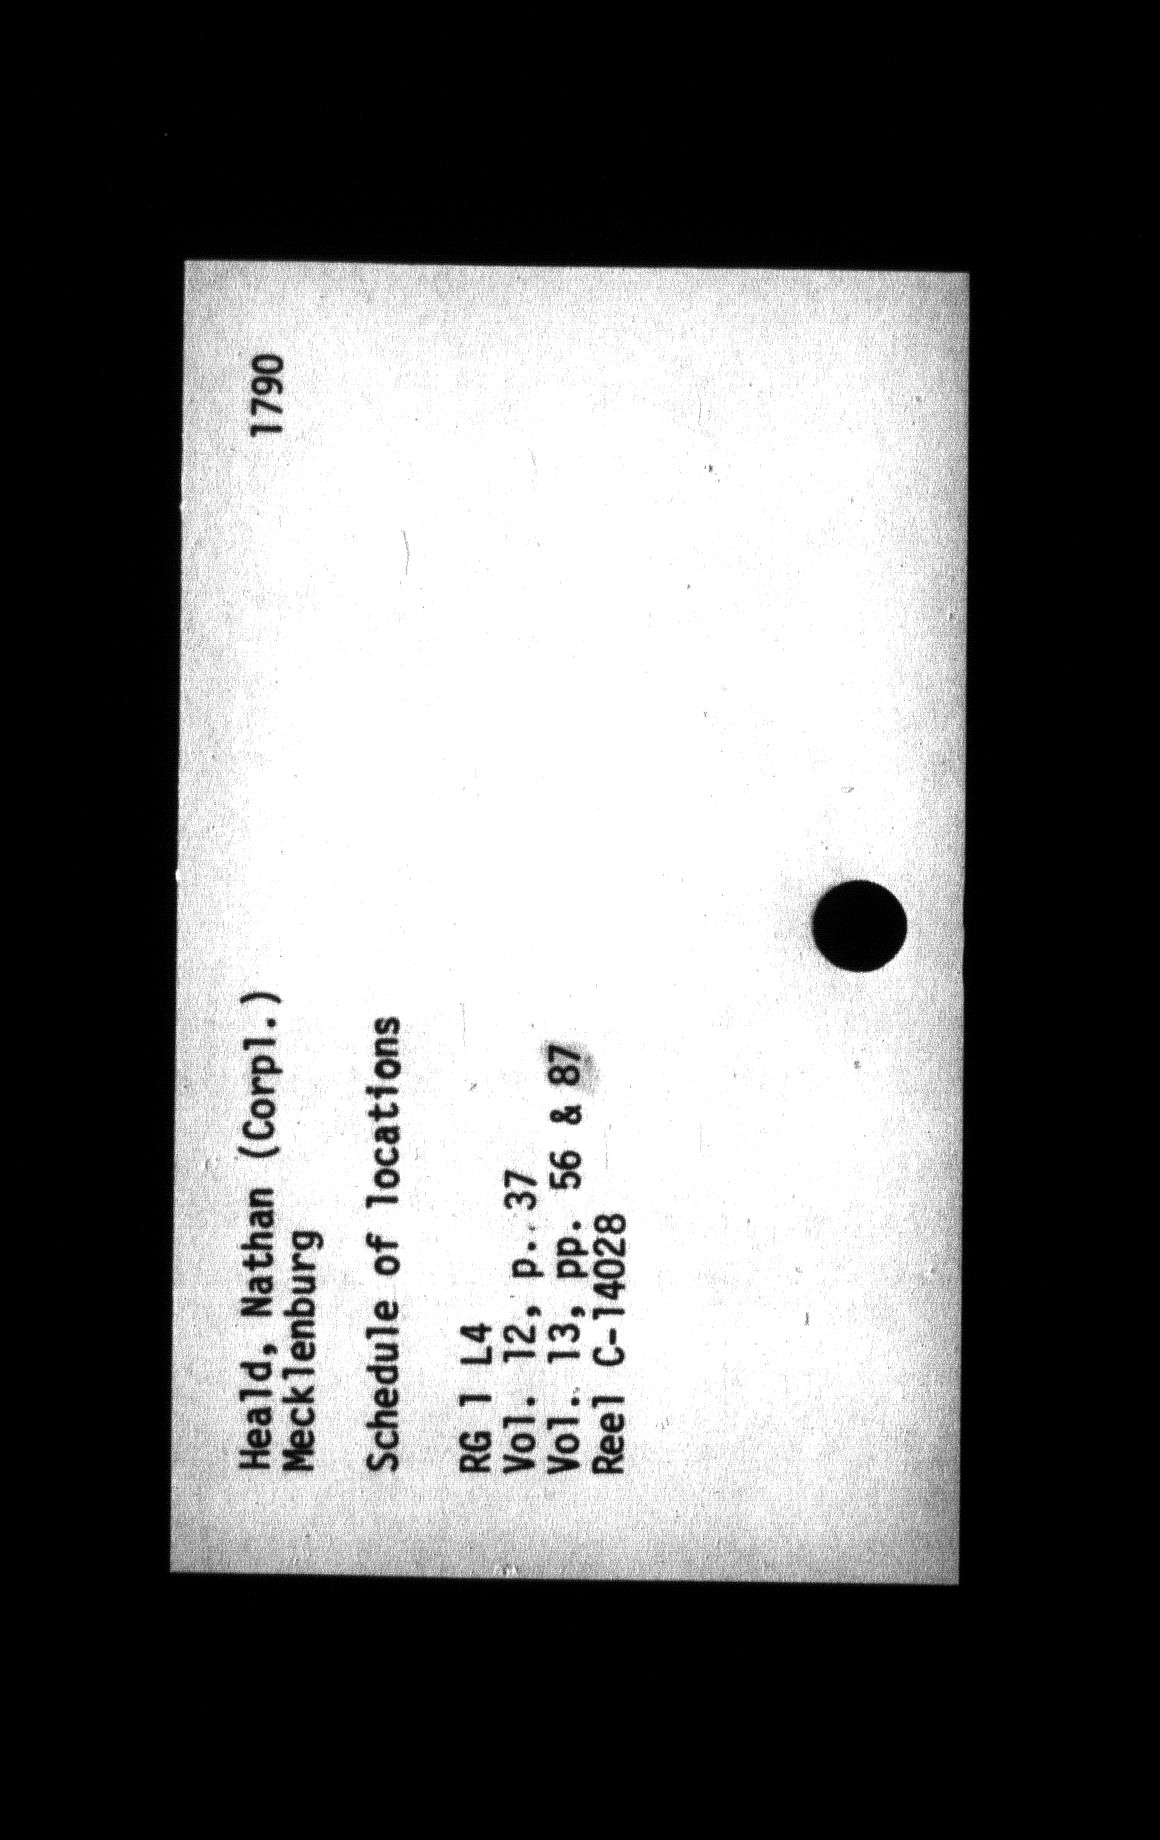 Heald, Nathan (Corpl.) 1790
Mecklenburg
Schedule of locations
RG 1 L4
Vol. 12, p. 37
Vol. 13, pp. 56 & 87
Reel C-14028